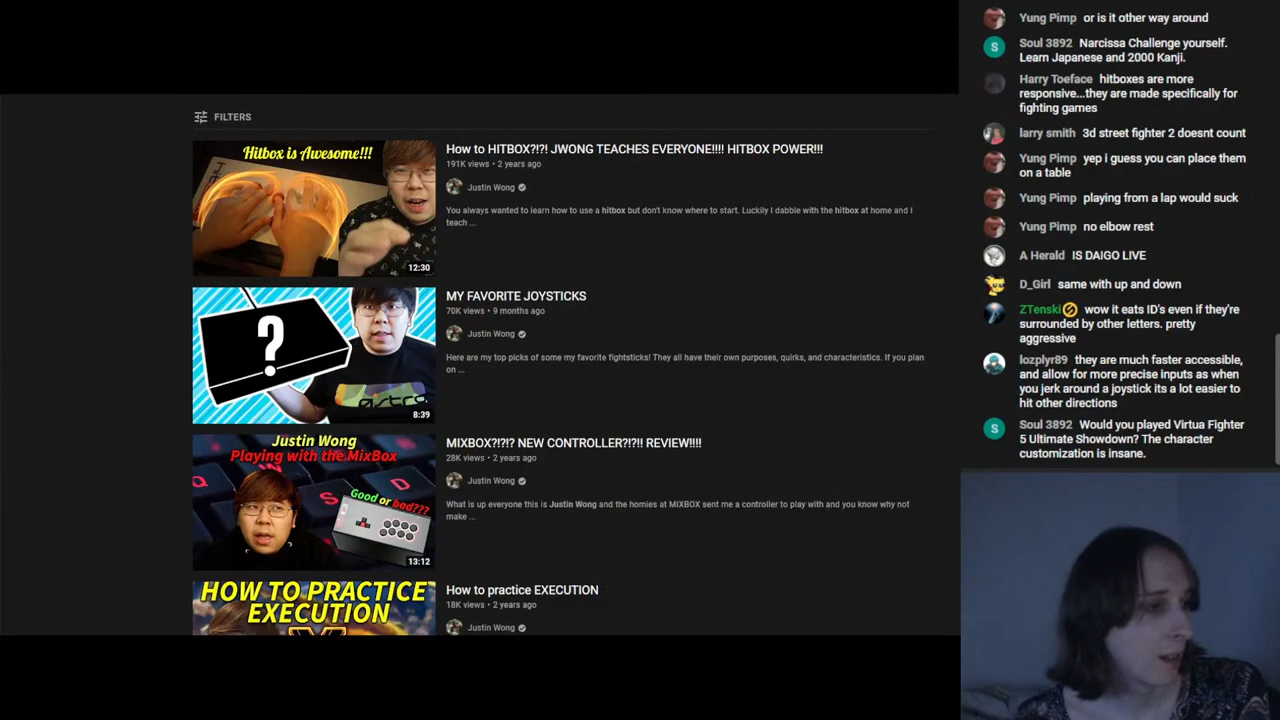 FILTERS
Hitbox is Awesome!!!
12:30
How to HITBOX?!?! JWONG TEACHES EVERYONE!!!! HITBOX POWER!!!
191K views • 2 years ago
Justin Wong
You always wanted to learn how to use a hitbox but don't know where to start. Luckily I dabble with the hitbox at home and I
teach ...
?
8:39
MY FAVORITE JOYSTICKS
70K views • 9 months ago
Justin Wong
Here are my top picks of some my favorite fightsticks! They all have their own purposes, quirks, and characteristics. If you plan
on ...
Justin Wong
Playing with the MixBox
Q
S
D
Good or bad???
13:12
MIXBOX?!?!? NEW CONTROLLER?!?!! REVIEW!!!!
28K views • 2 years ago
Justin Wong
What is up everyone this is Justin Wong and the homies at MIXBOX sent me a controller to play with and you know why not
make ...
HOW TO PRACTICE
EXECUTION
How to practice EXECUTION
18K views • 2 years ago
Justin Wong
Yung Pimp or is it other way around
S Soul 3892 Narcissa Challenge yourself.
Learn Japanese and 2000 Kanji.
Harry Toeface hitboxes are more
responsive...they are made specifically for
fighting games
larry smith 3d street fighter 2 doesnt count
Yung Pimp yep i guess you can place them
on a table
Yung Pimp playing from a lap would suck
Yung Pimp no elbow rest
A Herald IS DAIGO LIVE
D_Girl same with up and down
ZTenski wow it eats ID's even if they're
surrounded by other letters. pretty
aggressive
lozplyr89 they are much faster accessible,
and allow for more precise inputs as when
you jerk around a joystick its a lot easier to
hit other directions
S Soul 3892 Would you played Virtua Fighter
5 Ultimate Showdown? The character
customization is insane.